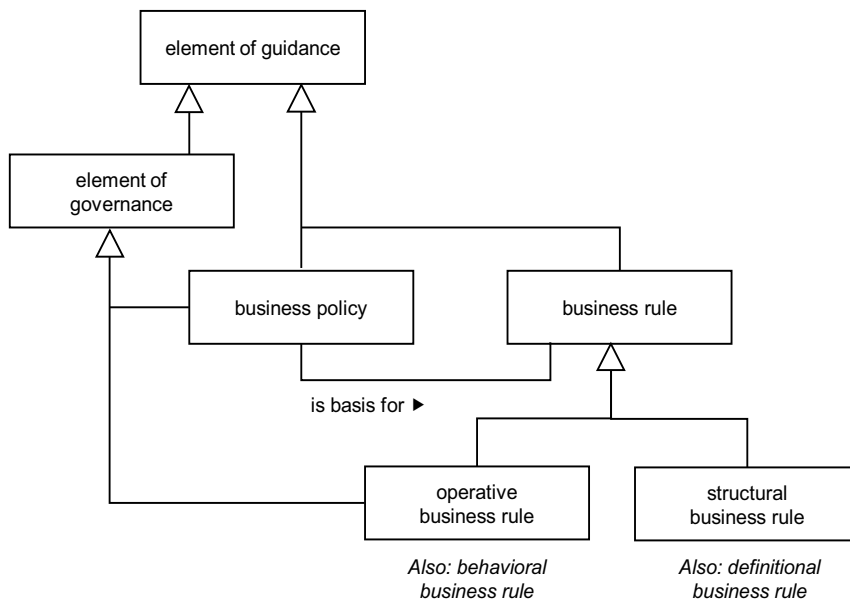 element of guidance
element of
governance
business policy
business rule
is basis for ▶
operative
business rule
structural
business rule
Also: behavioral
business rule
Also: definitional
business rule